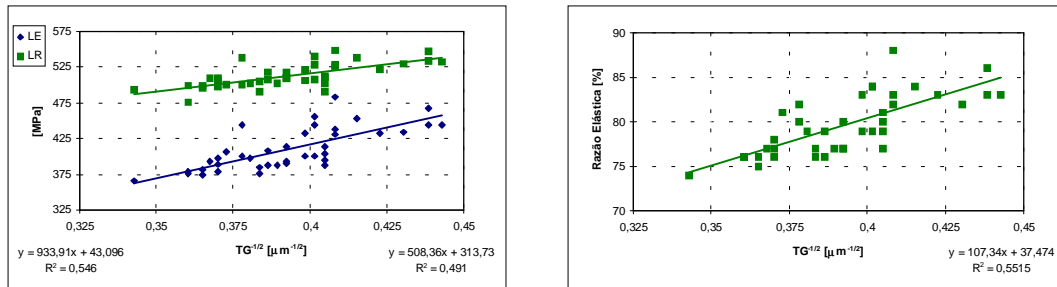 LE
LR
575
525
475
425
375
325
[MPa]
0,325 0,35 0,375 0,4 0,425 0,45
TG^-1/2 [μm^-1/2]
y = 933,91x + 43,096
R² = 0,546
y = 508,36x + 313,73
R² = 0,491
90
85
80
75
70
Razão Elástica [%]
0,325 0,35 0,375 0,4 0,425 0,45
TG^-1/2 [μm^-1/2]
y = 107,34x + 37,474
R² = 0,5515